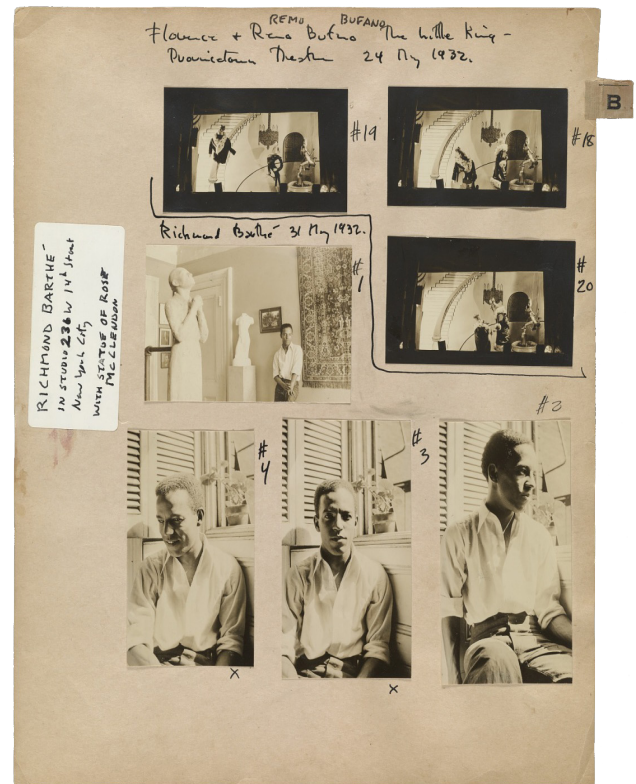 REMO BUFANO
Florence + Remo Bufano The Little King -
Provincetown Theatre 24 May 1932.
B
#19
#18
Richmond Barthé 31 May 1932.
#1
#20
RICHMOND BARTHE´
IN STUDIO 236 W 14th Street
New York City
WITH STATUE OF ROSE
MCCLENDON
#4
#3
#2
X
X